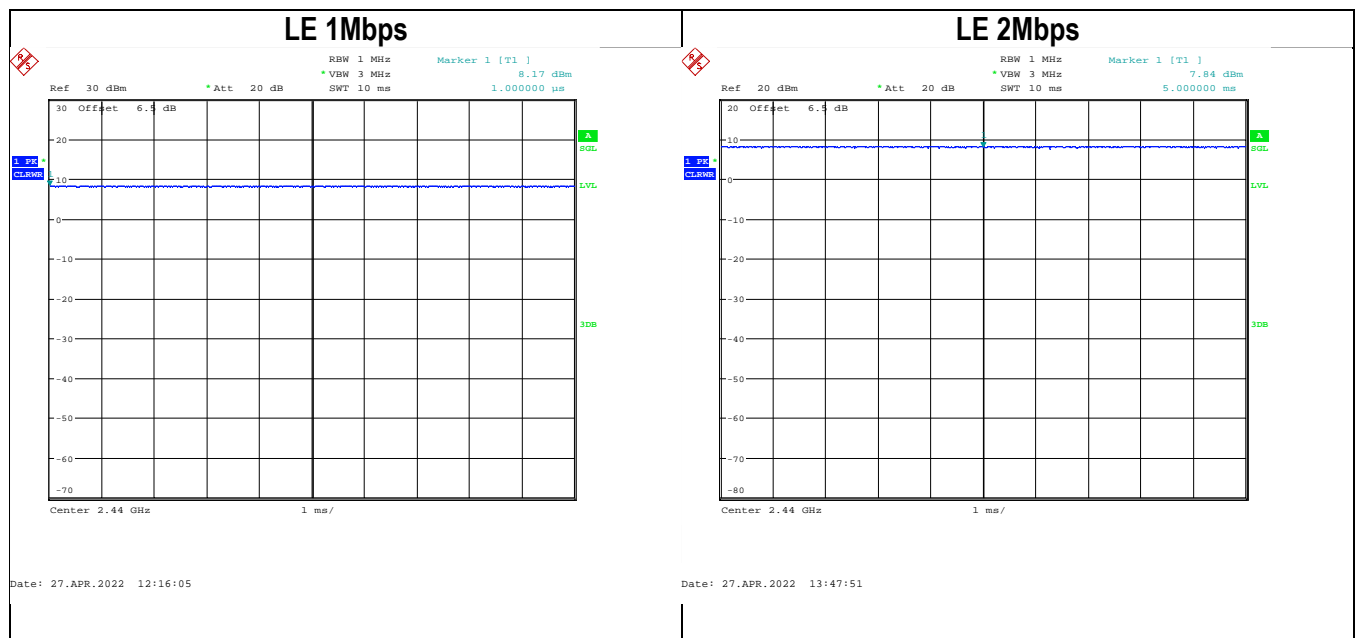 LE 1Mbps
RBW 1 MHz Marker 1 [T1 ]
* VBW 3 MHz 8.17 dBm
Ref 30 dBm * Att 20 dB SWT 10 ms 1.000000 µs
30 Offset 6.5 dB
A
20
SGL
1 PK *
CLRWR
1
10
LVL
0
-10
-20
3DB
-30
-40
-50
-60
-70
Center 2.44 GHz 1 ms/
Date: 27.APR.2022 12:16:05
LE 2Mbps
RBW 1 MHz Marker 1 [T1 ]
* VBW 3 MHz 7.84 dBm
Ref 20 dBm * Att 20 dB SWT 10 ms 5.000000 ms
20 Offset 6.5 dB
A
1
10
SGL
1 PK *
CLRWR
0
LVL
-10
-20
-30
3DB
-40
-50
-60
-70
-80
Center 2.44 GHz 1 ms/
Date: 27.APR.2022 13:47:51